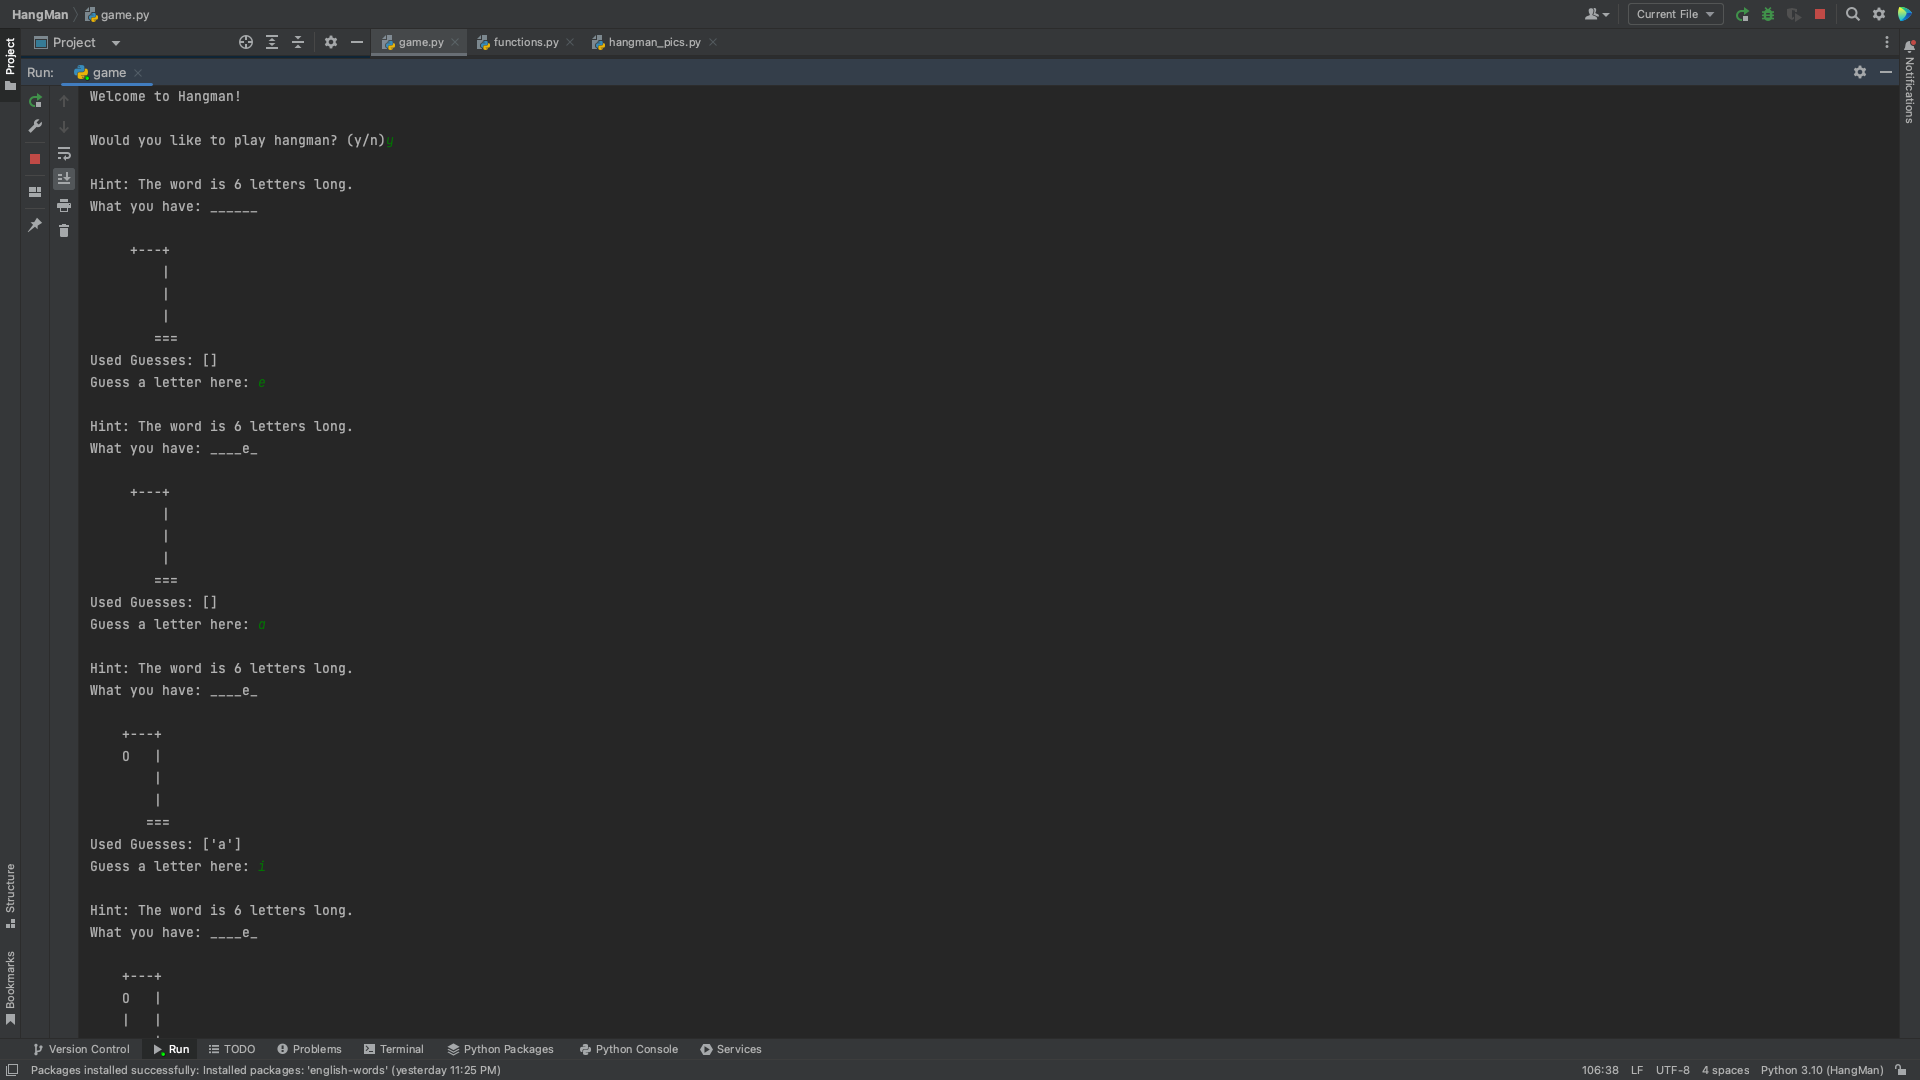 HangMan game.py
Current File
Project
game.py functions.py hangman_pics.py
Run: game
Welcome to Hangman!
Would you like to play hangman? (y/n)y
Hint: The word is 6 letters long.
What you have: ______
+---+
|
|
|
===
Used Guesses: []
Guess a letter here: e
Hint: The word is 6 letters long.
What you have: ____e_
+---+
|
|
|
===
Used Guesses: []
Guess a letter here: a
Hint: The word is 6 letters long.
What you have: ____e_
+---+
O   |
|
|
===
Used Guesses: ['a']
Guess a letter here: i
Hint: The word is 6 letters long.
What you have: ____e_
+---+
O   |
|   |
Project
Structure
Bookmarks
Notifications
Version Control Run TODO Problems Terminal Python Packages Python Console Services
Packages installed successfully: Installed packages: 'english-words' (yesterday 11:25 PM)
106:38 LF UTF-8 4 spaces Python 3.10 (HangMan)